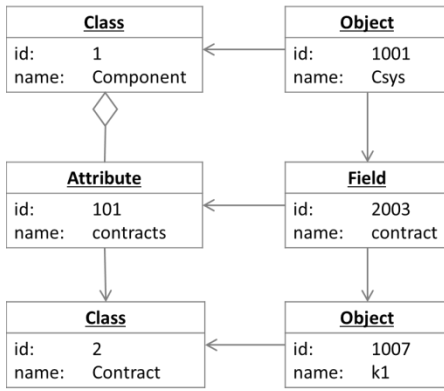 Class
id: 1
name: Component
Object
id: 1001
name: Csys
Attribute
id: 101
name: contracts
Field
id: 2003
name: contract
Class
id: 2
name: Contract
Object
id: 1007
name: k1